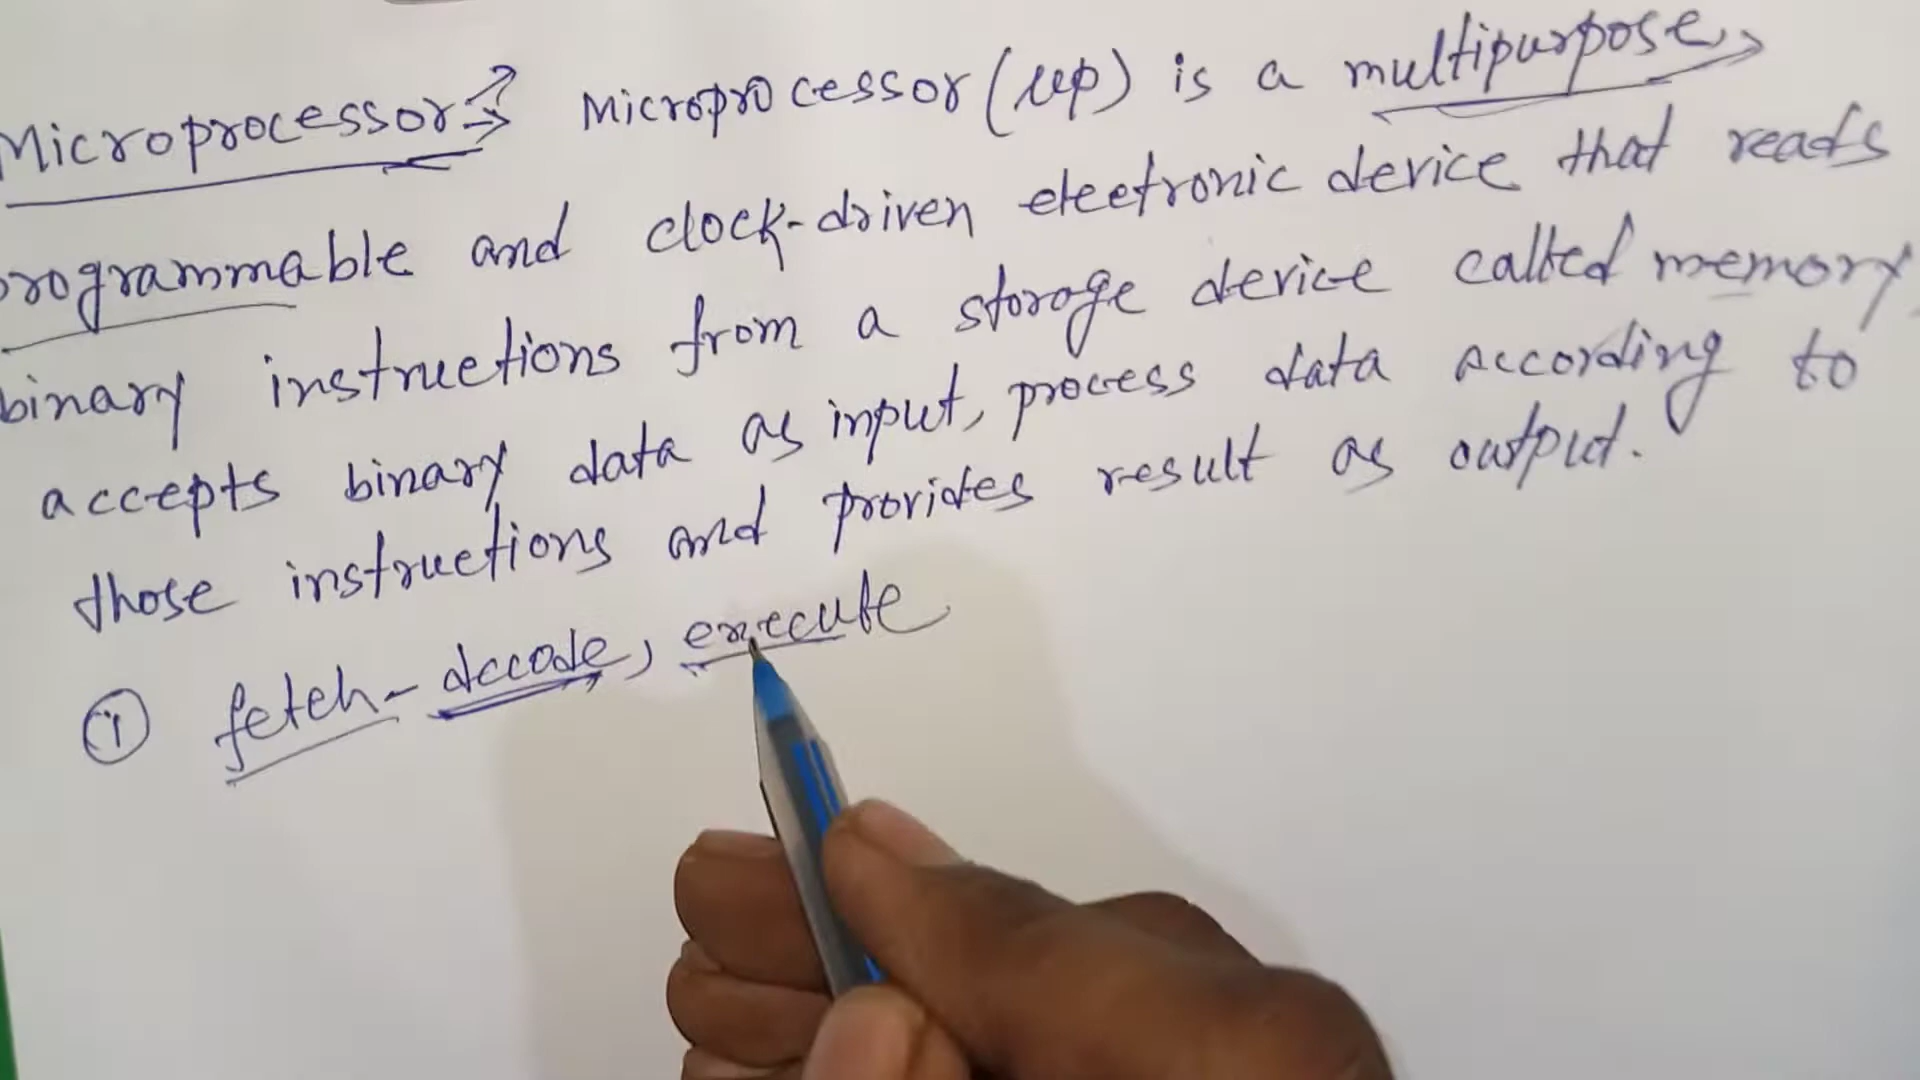 Microprocessor → Microprocessor (μp) is a multipurpose,
programmable and clock-driven electronic device that reads
binary instructions from a storage device called memory,
accepts binary data as input, process data according to
those instructions and provides result as output.
① fetch - decode, execute